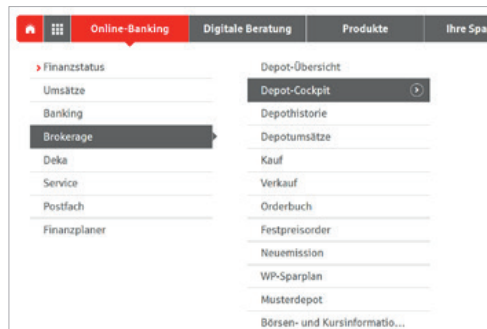 Online-Banking Digitale Beratung Produkte Ihre Spa
Finanzstatus
Umsätze
Banking
Brokerage
Deka
Service
Postfach
Finanzplaner
Depot-Übersicht
Depot-Cockpit
Depothistorie
Depotumsätze
Kauf
Verkauf
Orderbuch
Festpreisorder
Neuemission
WP-Sparplan
Musterdepot
Börsen- und Kursinformatio...